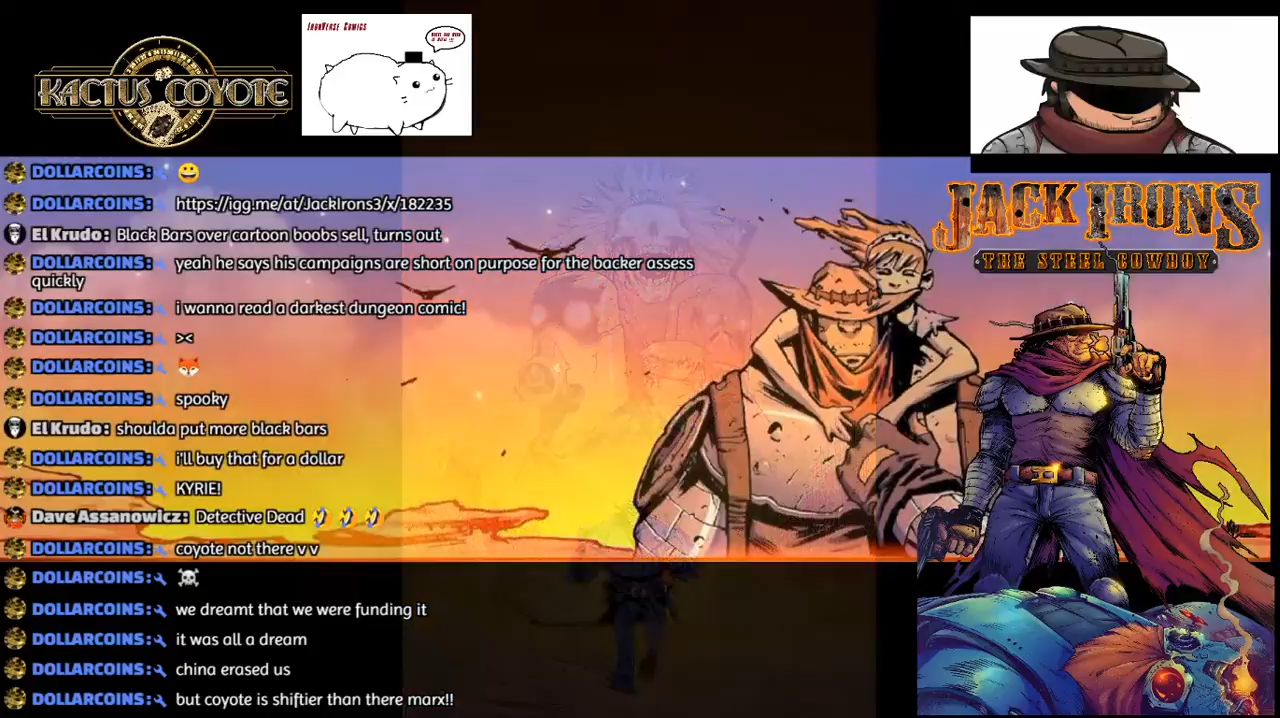 KACTUS COYOTE
IRONVERSE COMICS
JACK IRONS
THE STEEL COWBOY
DOLLARCOINS: 😀
DOLLARCOINS: https://igg.me/at/JackIrons3/x/182235
El Krudo: Black Bars over cartoon boobs sell, turns out
DOLLARCOINS: yeah he says his campaigns are short on purpose for the backer assess
quickly
DOLLARCOINS: i wanna read a darkest dungeon comic!
DOLLARCOINS: ><
DOLLARCOINS: 🦊
DOLLARCOINS: spooky
El Krudo: shoulda put more black bars
DOLLARCOINS: i'll buy that for a dollar
DOLLARCOINS: KYRIE!
Dave Assanowicz: Detective Dead 🤣 🤣 🤣
DOLLARCOINS: coyote not there v v
DOLLARCOINS: ☠
DOLLARCOINS: we dreamt that we were funding it
DOLLARCOINS: it was all a dream
DOLLARCOINS: china erased us
DOLLARCOINS: but coyote is shiftier than there marx!!